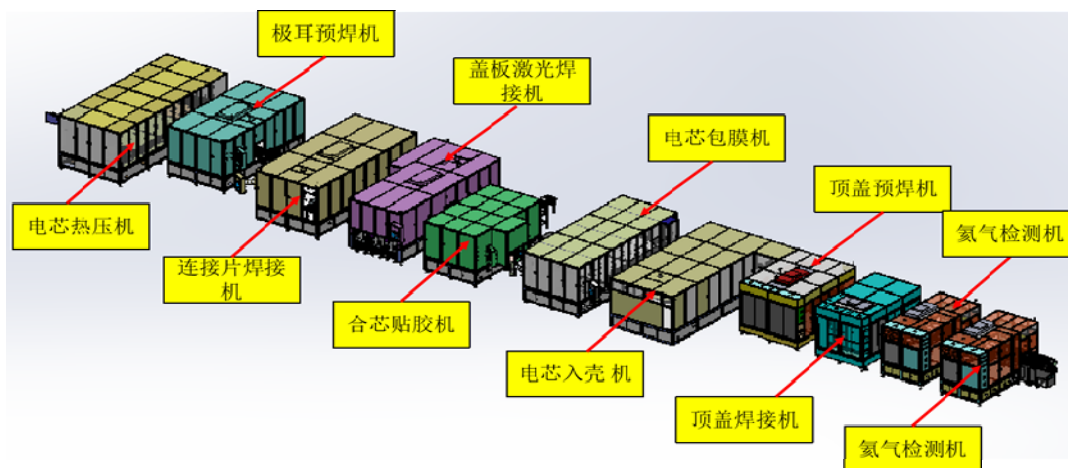 极耳预焊机
盖板激光焊
接机
电芯包膜机
顶盖预焊机
氦气检测机
电芯热压机
连接片焊接
机
合芯贴胶机
电芯入壳 机
顶盖焊接机
氦气检测机